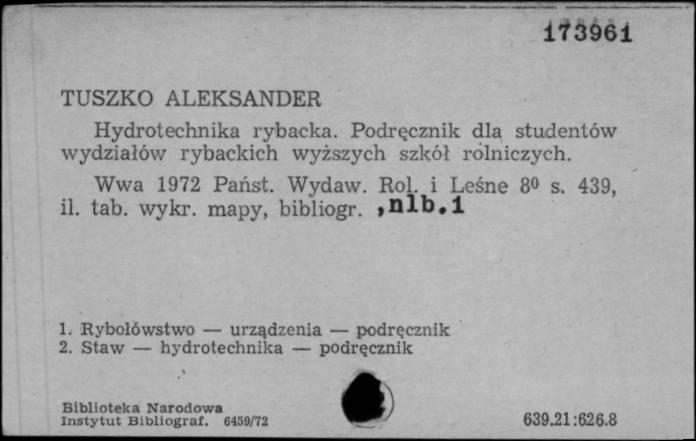 173961
TUSZKO ALEKSANDER
Hydrotechnika rybacka. Podręcznik dla studentów
wydziałów rybackich wyższych szkół rolniczych.
Wwa 1972 Państ. Wydaw. Rol. i Leśne 8⁰ s. 439,
il. tab. wykr. mapy, bibliogr. ,nlb.1
1. Rybołówstwo — urządzenia — podręcznik
2. Staw — hydrotechnika — podręcznik
Biblioteka Narodowa
Instytut Bibliograf. 6459/72
639.21:626.8